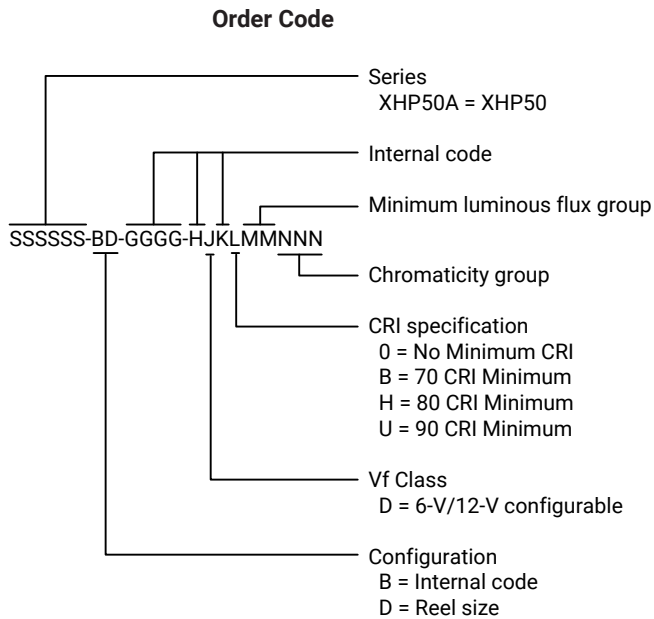 Order Code
Series
XHP50A = XHP50
Internal code
Minimum luminous flux group
SSSSSS-BD-GGGG-HJKLMMNNN
Chromaticity group
CRI specification
0 = No Minimum CRI
B = 70 CRI Minimum
H = 80 CRI Minimum
U = 90 CRI Minimum
Vf Class
D = 6-V/12-V configurable
Configuration
B = Internal code
D = Reel size